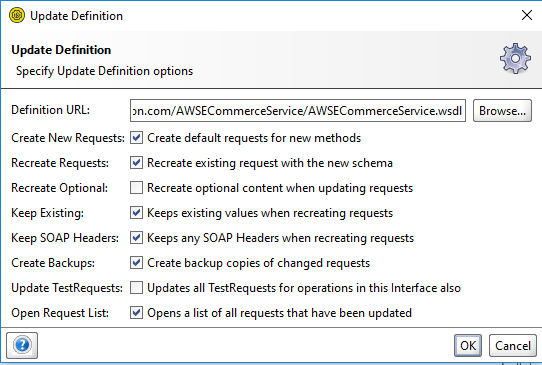 Update Definition
Update Definition
Specify Update Definition options
Definition URL: on.com/AWSECommerceService/AWSECommerceService.wsdl Browse...
Create New Requests: Create default requests for new methods
Recreate Requests: Recreate existing request with the new schema
Recreate Optional: Recreate optional content when updating requests
Keep Existing: Keeps existing values when recreating requests
Keep SOAP Headers: Keeps any SOAP Headers when recreating requests
Create Backups: Create backup copies of changed requests
Update TestRequests: Updates all TestRequests for operations in this Interface also
Open Request List: Opens a list of all requests that have been updated
? OK Cancel